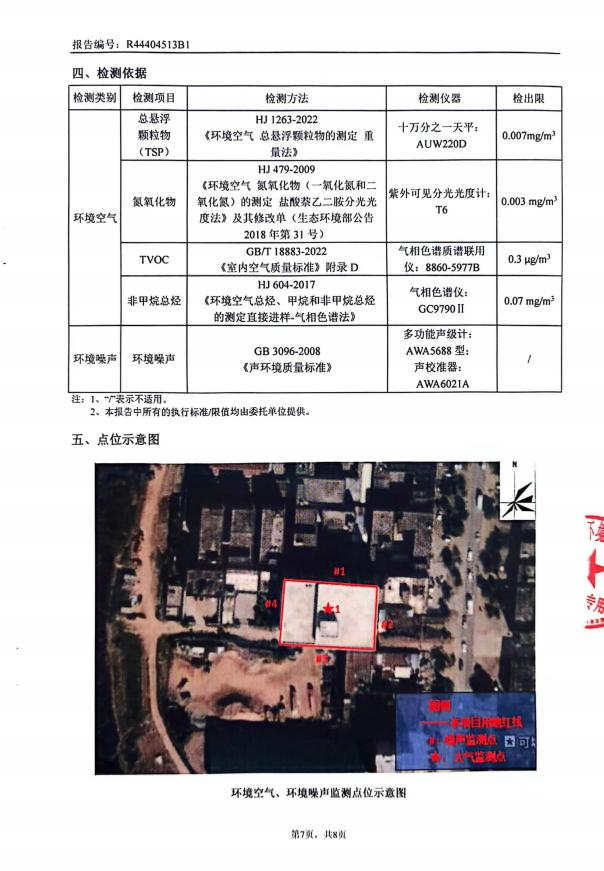 报告编号：R44404513B1
四、检测依据
检测类别 检测项目 检测方法 检测仪器 检出限
环境空气
总悬浮
颗粒物
（TSP）
HJ 1263-2022
《环境空气 总悬浮颗粒物的测定 重
量法》
十万分之一天平：
AUW220D
0.007mg/m³
氮氧化物
HJ 479-2009
《环境空气 氮氧化物（一氧化氮和二
氧化氮）的测定 盐酸萘乙二胺分光光
度法》及其修改单（生态环境部公告
2018 年第 31 号）
紫外可见分光光度计：
T6
0.003 mg/m³
TVOC
GB/T 18883-2022
《室内空气质量标准》附录 D
气相色谱质谱联用
仪：8860-5977B
0.3 μg/m³
非甲烷总烃
HJ 604-2017
《环境空气总烃、甲烷和非甲烷总烃
的测定直接进样-气相色谱法》
气相色谱仪：
GC9790Ⅱ
0.07 mg/m³
环境噪声
环境噪声
GB 3096-2008
《声环境质量标准》
多功能声级计：
AWA5688 型；
声校准器：
AWA6021A
/
注：1、“/”表示不适用。
2、本报告中所有的执行标准/限值均由委托单位提供。
五、点位示意图
N
#1
#4
★1
#2
#3
图例
本项目用地红线
#：噪声监测点
★：大气监测点
环境空气、环境噪声监测点位示意图
第7页，共8页